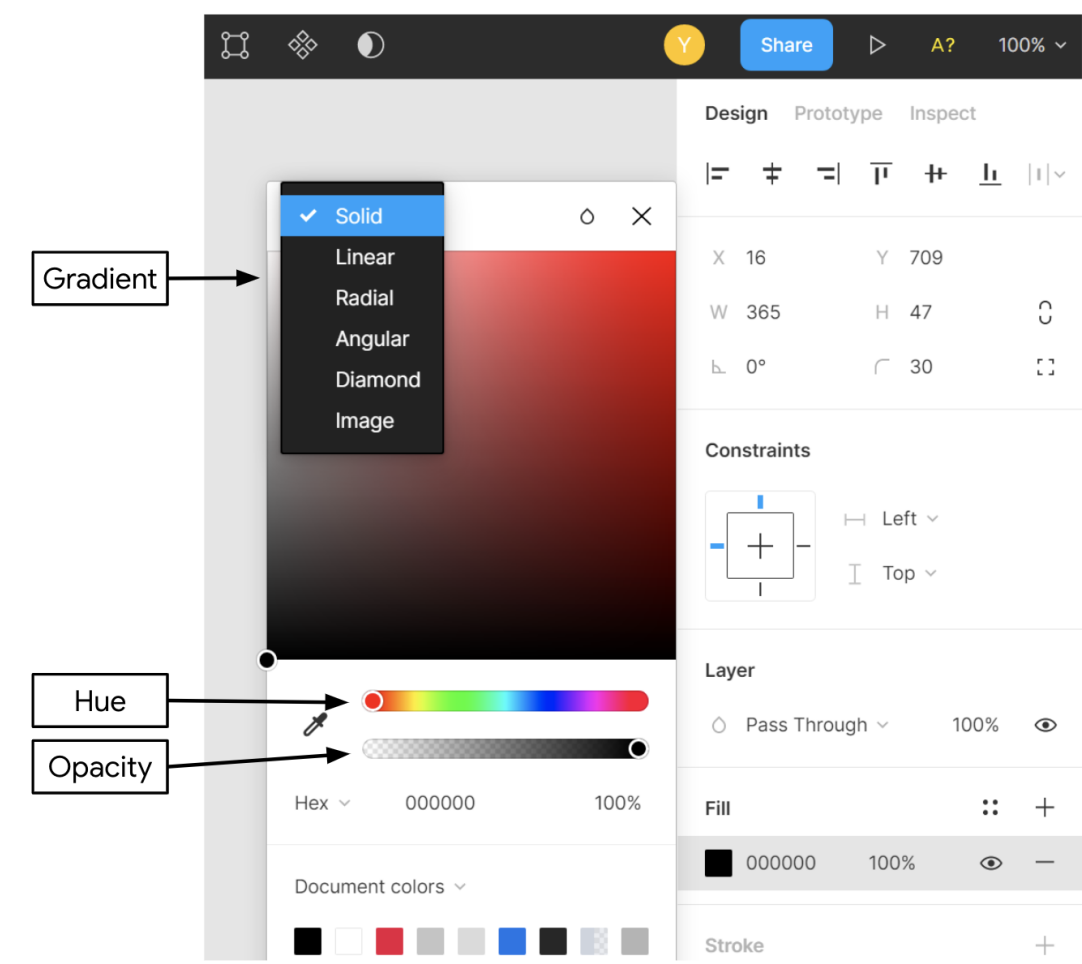 Y Share A? 100%
Design Prototype Inspect
Solid
Linear
Radial
Angular
Diamond
Image
Gradient
X 16 Y 709
W 365 H 47
0° 30
Constraints
Left
Top
Layer
Pass Through 100%
Hue
Opacity
Hex 000000 100%
Fill
000000 100%
Document colors
Stroke